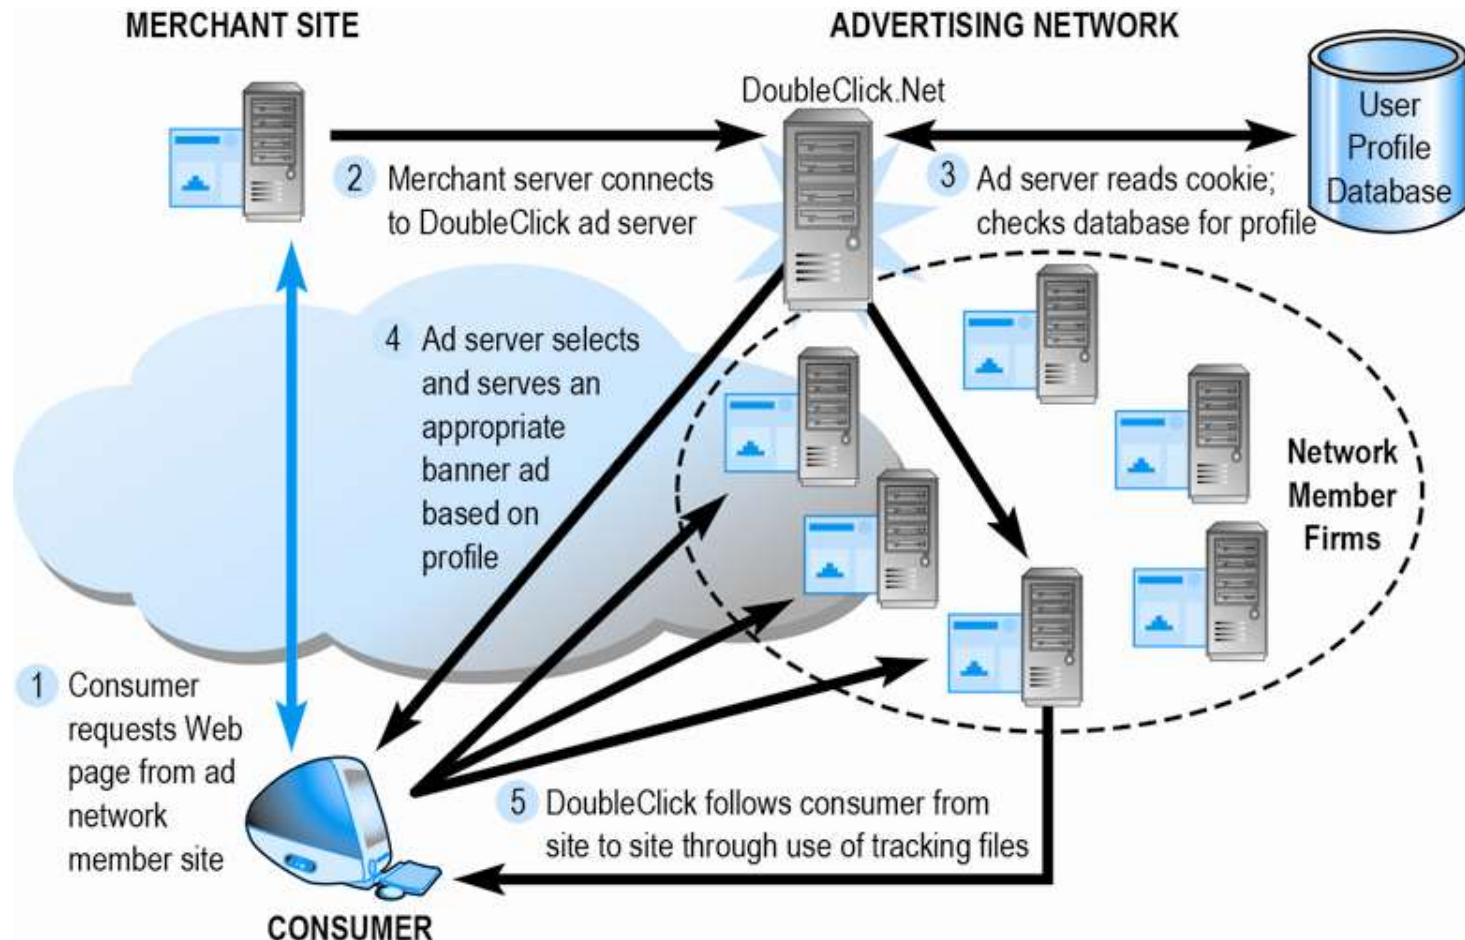 MERCHANT SITE
ADVERTISING NETWORK
DoubleClick.Net
User
Profile
Database
2 Merchant server connects
to DoubleClick ad server
3 Ad server reads cookie;
checks database for profile
4 Ad server selects
and serves an
appropriate
banner ad
based on
profile
Network
Member
Firms
1 Consumer
requests Web
page from ad
network
member site
5 DoubleClick follows consumer from
site to site through use of tracking files
CONSUMER